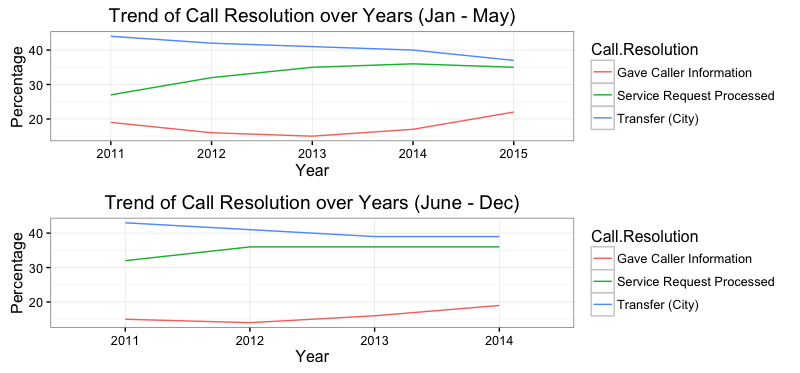 Trend of Call Resolution over Years (Jan - May)
Percentage
40
30
20
2011 2012 2013 2014 2015
Year
Call.Resolution
Gave Caller Information
Service Request Processed
Transfer (City)
Trend of Call Resolution over Years (June - Dec)
Percentage
40
30
20
2011 2012 2013 2014
Year
Call.Resolution
Gave Caller Information
Service Request Processed
Transfer (City)